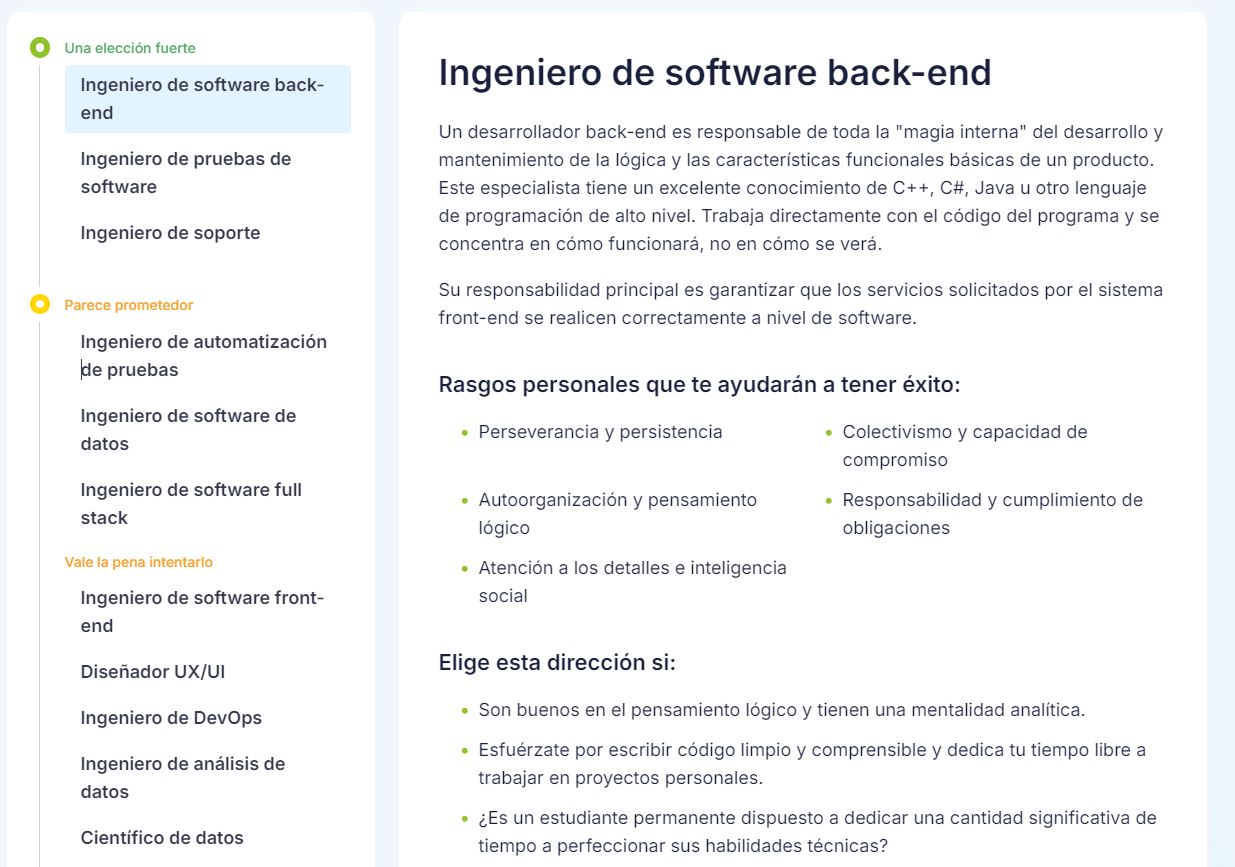 Una elección fuerte
Ingeniero de software back-
end
Ingeniero de pruebas de
software
Ingeniero de soporte
Parece prometedor
Ingeniero de automatización
de pruebas
Ingeniero de software de
datos
Ingeniero de software full
stack
Vale la pena intentarlo
Ingeniero de software front-
end
Diseñador UX/UI
Ingeniero de DevOps
Ingeniero de análisis de
datos
Científico de datos
Ingeniero de software back-end
Un desarrollador back-end es responsable de toda la "magia interna" del desarrollo y
mantenimiento de la lógica y las características funcionales básicas de un producto.
Este especialista tiene un excelente conocimiento de C++, C#, Java u otro lenguaje
de programación de alto nivel. Trabaja directamente con el código del programa y se
concentra en cómo funcionará, no en cómo se verá.
Su responsabilidad principal es garantizar que los servicios solicitados por el sistema
front-end se realicen correctamente a nivel de software.
Rasgos personales que te ayudarán a tener éxito:
Perseverancia y persistencia
Colectivismo y capacidad de
compromiso
Autoorganización y pensamiento
lógico
Responsabilidad y cumplimiento de
obligaciones
Atención a los detalles e inteligencia
social
Elige esta dirección si:
Son buenos en el pensamiento lógico y tienen una mentalidad analítica.
Esfuérzate por escribir código limpio y comprensible y dedica tu tiempo libre a
trabajar en proyectos personales.
¿Es un estudiante permanente dispuesto a dedicar una cantidad significativa de
tiempo a perfeccionar sus habilidades técnicas?